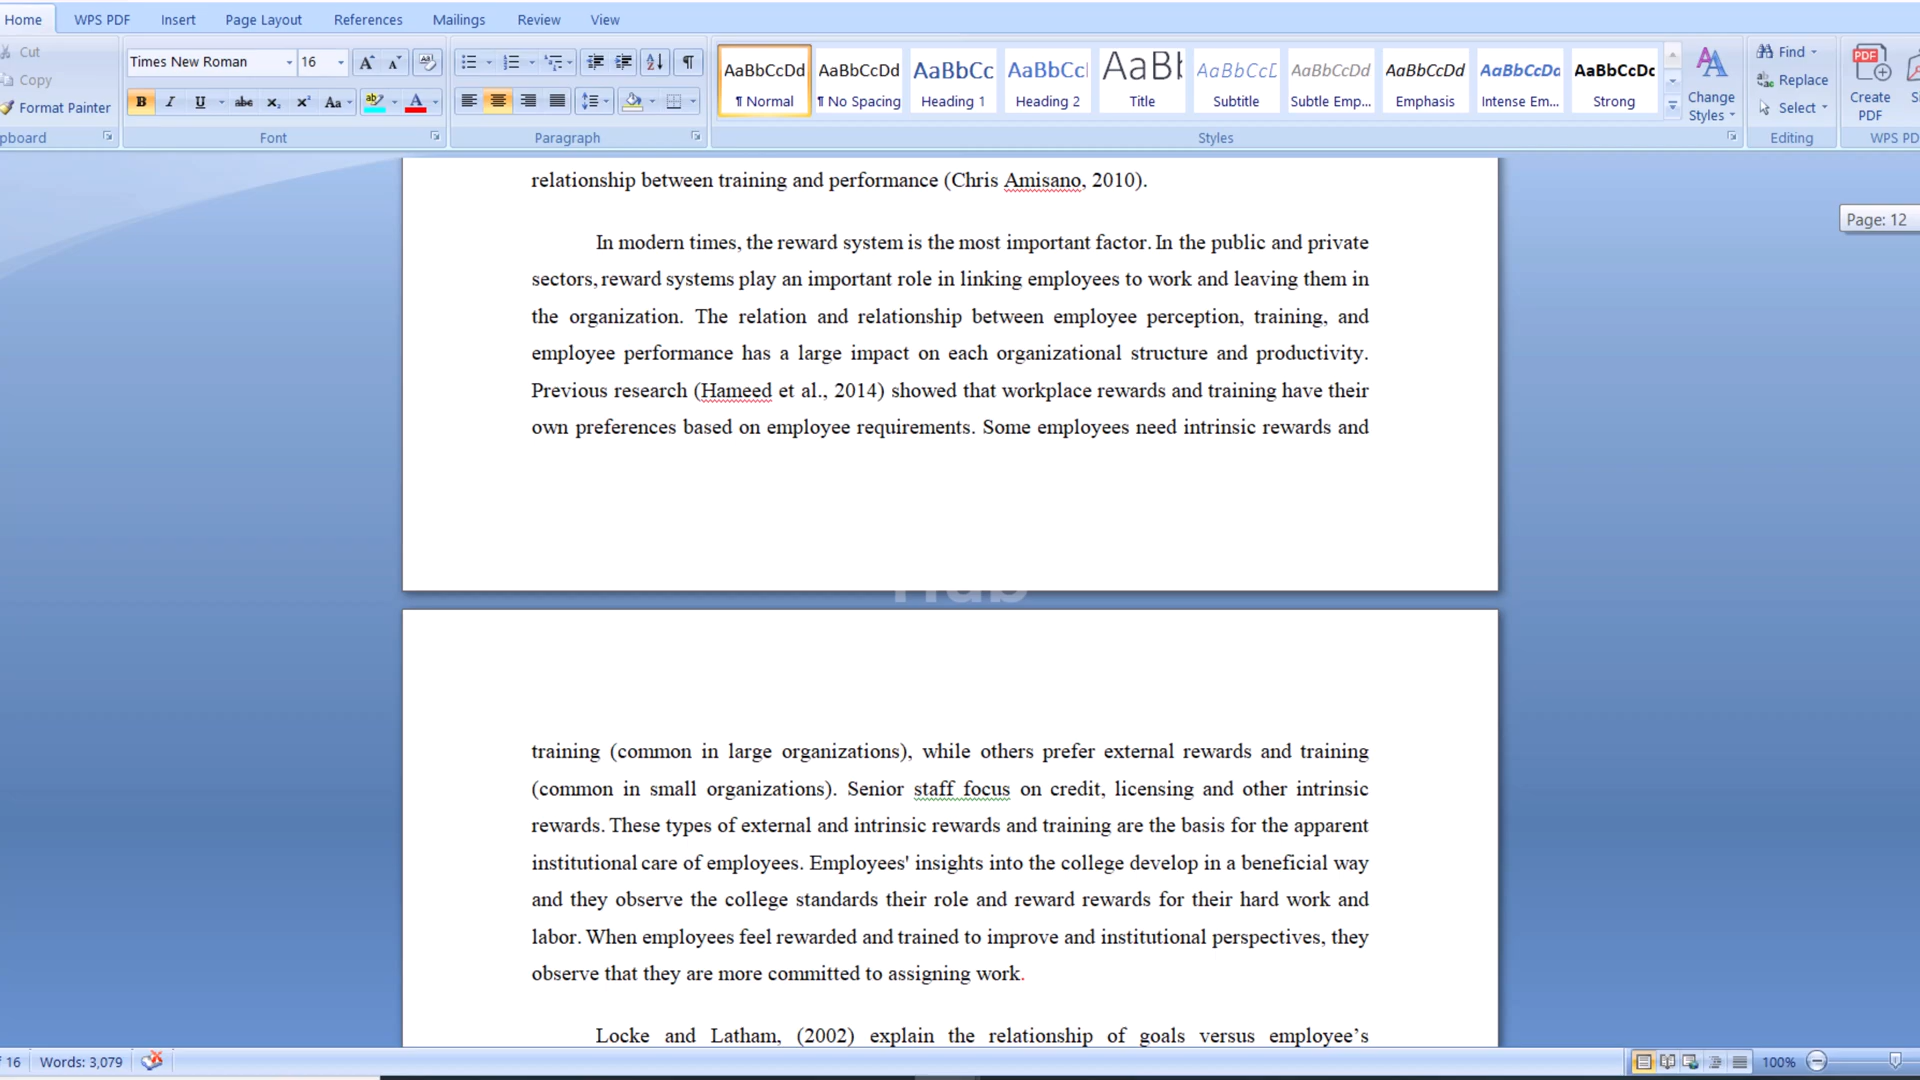 Home WPS PDF Insert Page Layout References Mailings Review View
Cut
Copy
Format Painter
pboard
Times New Roman 16
B I U abc x₂ x² Aa A
Font
Paragraph
AaBbCcDd AaBbCcDd AaBbCc AaBbCcI AaBI AaBbCcD AaBbCcDd AaBbCcDd AaBbCcDd AaBbCcDc
¶ Normal ¶ No Spacing Heading 1 Heading 2 Title Subtitle Subtle Emp... Emphasis Intense Em... Strong
Styles
Change
Styles
Find
Replace
Select
Editing
PDF
Create
PDF
WPS PD
Page: 12
relationship between training and performance (Chris Amisano, 2010).
In modern times, the reward system is the most important factor. In the public and private
sectors, reward systems play an important role in linking employees to work and leaving them in
the organization. The relation and relationship between employee perception, training, and
employee performance has a large impact on each organizational structure and productivity.
Previous research (Hameed et al., 2014) showed that workplace rewards and training have their
own preferences based on employee requirements. Some employees need intrinsic rewards and
training (common in large organizations), while others prefer external rewards and training
(common in small organizations). Senior staff focus on credit, licensing and other intrinsic
rewards. These types of external and intrinsic rewards and training are the basis for the apparent
institutional care of employees. Employees' insights into the college develop in a beneficial way
and they observe the college standards their role and reward rewards for their hard work and
labor. When employees feel rewarded and trained to improve and institutional perspectives, they
observe that they are more committed to assigning work.
Locke and Latham, (2002) explain the relationship of goals versus employee’s
16 Words: 3,079
100%